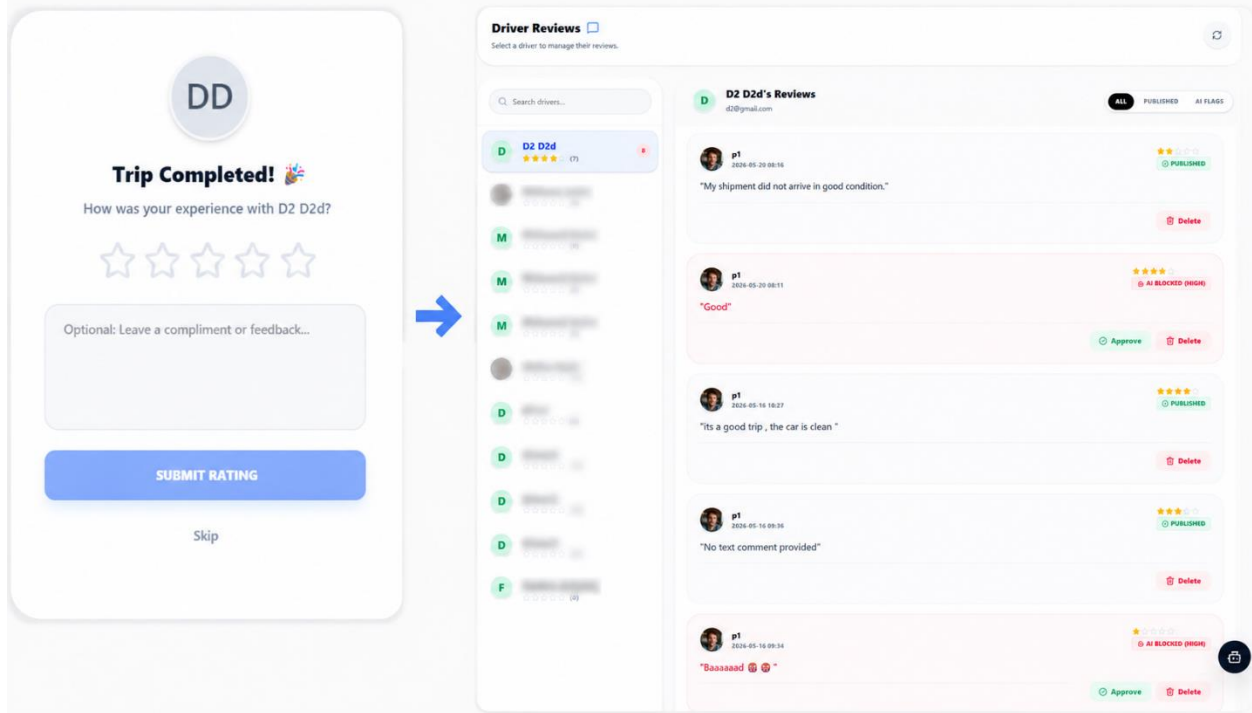 DD
Trip Completed! 🎉
How was your experience with D2 D2d?
Optional: Leave a compliment or feedback...
SUBMIT RATING
Skip
Driver Reviews
Select a driver to manage their reviews.
Search drivers...
D
D2 D2d
(7)
M
M
M
D
D
D
D
F
D
D2 D2d's Reviews
d2@gmail.com
ALL PUBLISHED AI FLAGS
p1
2026-05-20 08:16
PUBLISHED
"My shipment did not arrive in good condition."
Delete
p1
2026-05-20 08:11
AI BLOCKED (HIGH)
"Good"
Approve Delete
p1
2026-05-16 10:27
PUBLISHED
"its a good trip , the car is clean "
Delete
p1
2026-05-16 09:36
PUBLISHED
"No text comment provided"
Delete
p1
2026-05-16 09:34
AI BLOCKED (HIGH)
"Baaaaaad 👹 👹 "
Approve Delete